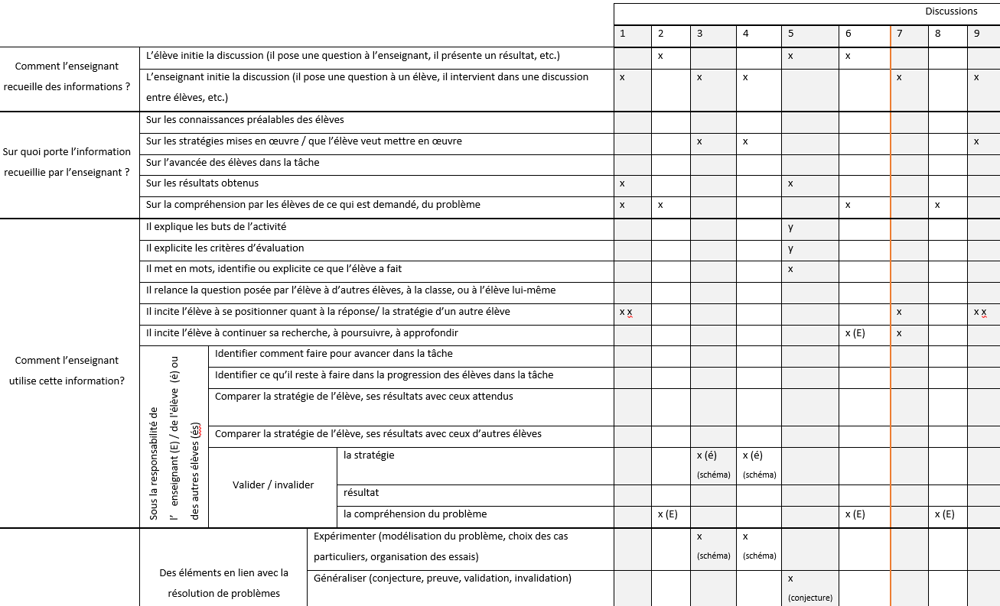 Discussions
1 2 3 4 5 6 7 8 9
Comment l’enseignant
recueille des informations ?
L’élève initie la discussion (il pose une question à l’enseignant, il présente un résultat, etc.) x x x
L’enseignant initie la discussion (il pose une question à un élève, il intervient dans une discussion x x x x x
entre élèves, etc.)
Sur quoi porte l’information
recueillie par l’enseignant ?
Sur les connaissances préalables des élèves
Sur les stratégies mises en œuvre / que l’élève veut mettre en œuvre x x x
Sur l’avancée des élèves dans la tâche
Sur les résultats obtenus x x
Sur la compréhension par les élèves de ce qui est demandé, du problème x x x x
Comment l’enseignant
utilise cette information?
Il explique les buts de l’activité y
Il explicite les critères d’évaluation y
Il met en mots, identifie ou explicite ce que l’élève a fait x
Il relance la question posée par l’élève à d’autres élèves, à la classe, ou à l’élève lui-même
Il incite l’élève à se positionner quant à la réponse/ la stratégie d’un autre élève x x x x x
Il incite l’élève à continuer sa recherche, à poursuivre, à approfondir x (E) x
Sous la responsabilité de
l’ enseignant (E) / de l'élève (é) ou
des autres élèves (és)
Identifier comment faire pour avancer dans la tâche
Identifier ce qu’il reste à faire dans la progression des élèves dans la tâche
Comparer la stratégie de l’élève, ses résultats avec ceux attendus
Comparer la stratégie de l’élève, ses résultats avec ceux d’autres élèves
Valider / invalider
la stratégie x (é) x (é)
(schéma) (schéma)
résultat
la compréhension du problème x (E) x (E) x (E)
Des éléments en lien avec la
résolution de problèmes
Expérimenter (modélisation du problème, choix des cas x x
particuliers, organisation des essais) (schéma) (schéma)
Généraliser (conjecture, preuve, validation, invalidation) x
(conjecture)